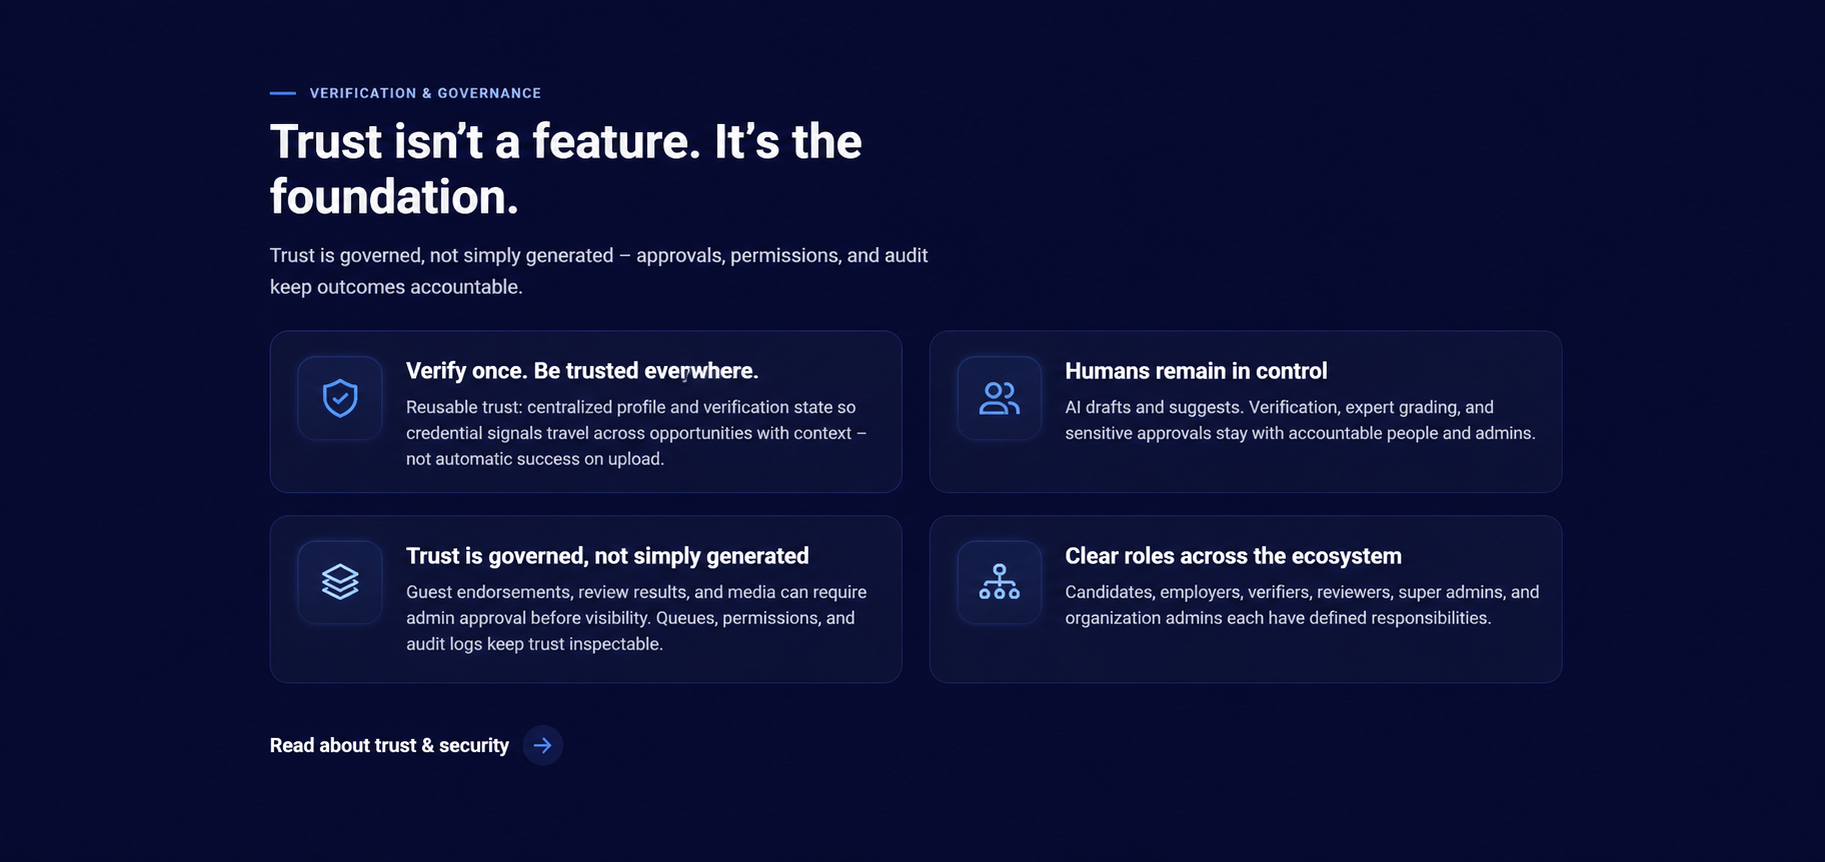 VERIFICATION & GOVERNANCE
Trust isn’t a feature. It’s the
foundation.
Trust is governed, not simply generated – approvals, permissions, and audit
keep outcomes accountable.
Verify once. Be trusted everywhere.
Reusable trust: centralized profile and verification state so
credential signals travel across opportunities with context –
not automatic success on upload.
Humans remain in control
AI drafts and suggests. Verification, expert grading, and
sensitive approvals stay with accountable people and admins.
Trust is governed, not simply generated
Guest endorsements, review results, and media can require
admin approval before visibility. Queues, permissions, and
audit logs keep trust inspectable.
Clear roles across the ecosystem
Candidates, employers, verifiers, reviewers, super admins, and
organization admins each have defined responsibilities.
Read about trust & security